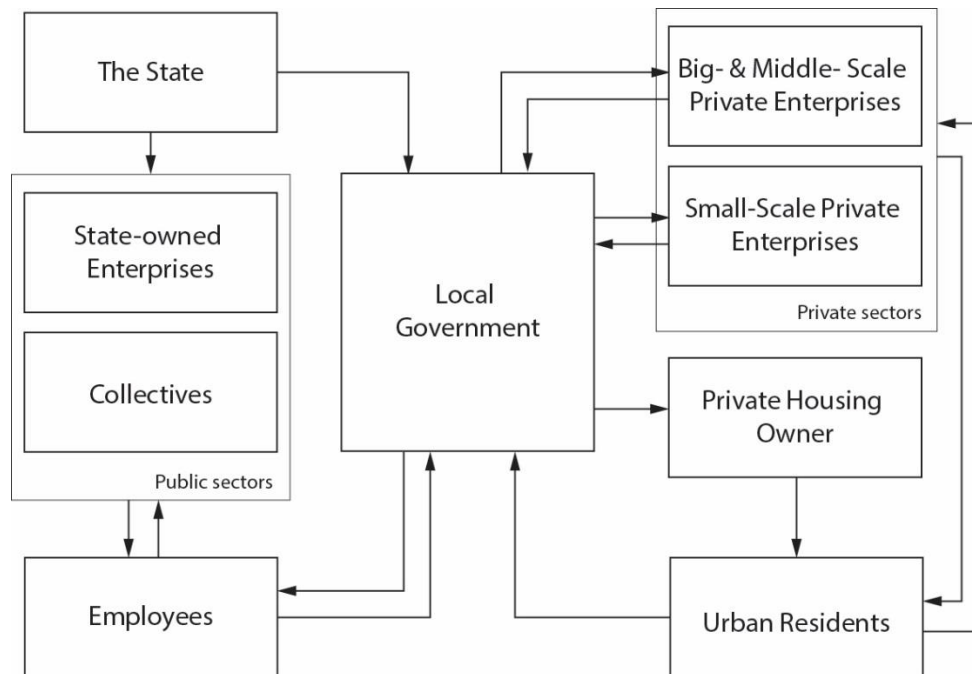 The State
State-owned
Enterprises
Collectives
Public sectors
Employees
Local
Government
Big- & Middle- Scale
Private Enterprises
Small-Scale Private
Enterprises
Private sectors
Private Housing
Owner
Urban Residents